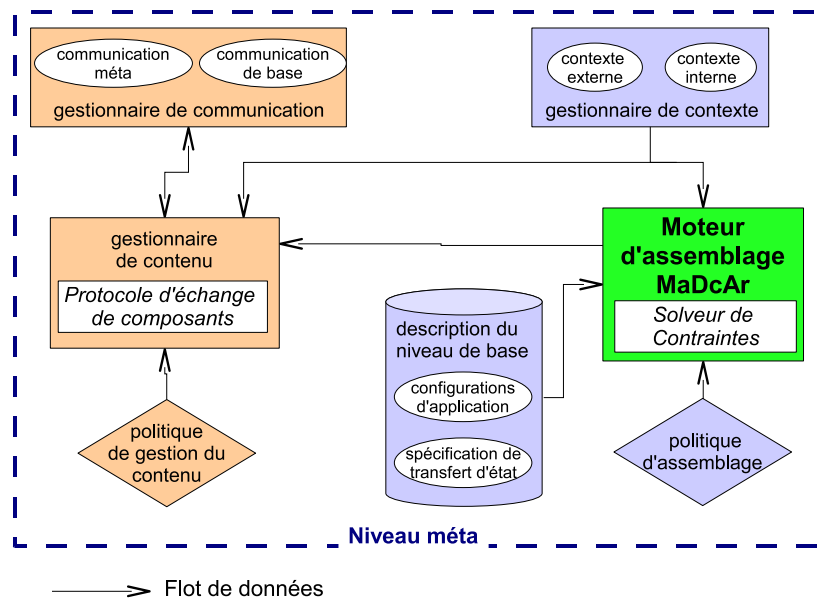 communication
méta
communication
de base
gestionnaire de communication
contexte
externe
contexte
interne
gestionnaire de contexte
gestionnaire
de contenu
Protocole d'échange
de composants
Moteur
d'assemblage
MaDcAr
Solveur de
Contraintes
description du
niveau de base
configurations
d'application
spécification de
transfert d'état
politique
de gestion du
contenu
politique
d'assemblage
Niveau méta
Flot de données